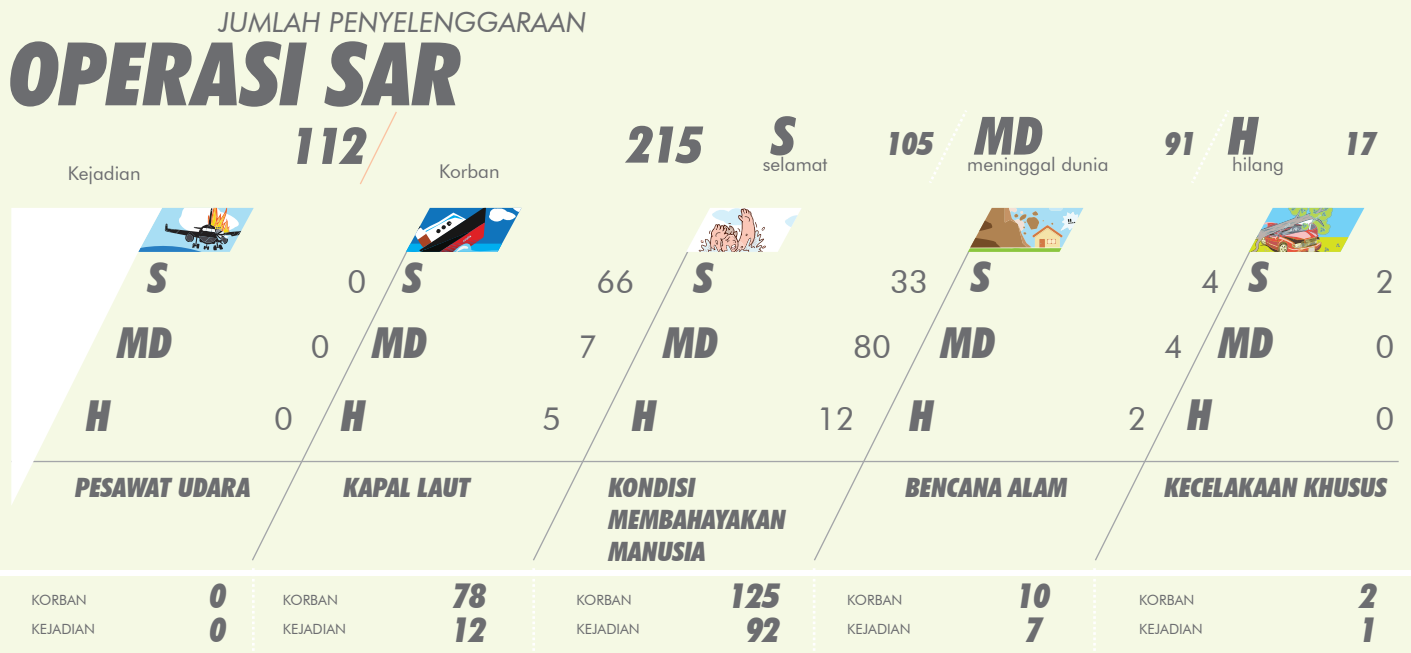 JUMLAH PENYELENGGARAAN
OPERASI SAR
Kejadian 112 Korban 215 S selamat 105 MD meninggal dunia 91 H hilang 17
S 0 S 66 S 33 S 4 S 2
MD 0 MD 7 MD 80 MD 4 MD 0
H 0 H 5 H 12 H 2 H 0
PESAWAT UDARA
KAPAL LAUT
KONDISI
MEMBAHAYAKAN
MANUSIA
BENCANA ALAM
KECELAKAAN KHUSUS
KORBAN 0 KORBAN 78 KORBAN 125 KORBAN 10 KORBAN 2
KEJADIAN 0 KEJADIAN 12 KEJADIAN 92 KEJADIAN 7 KEJADIAN 1